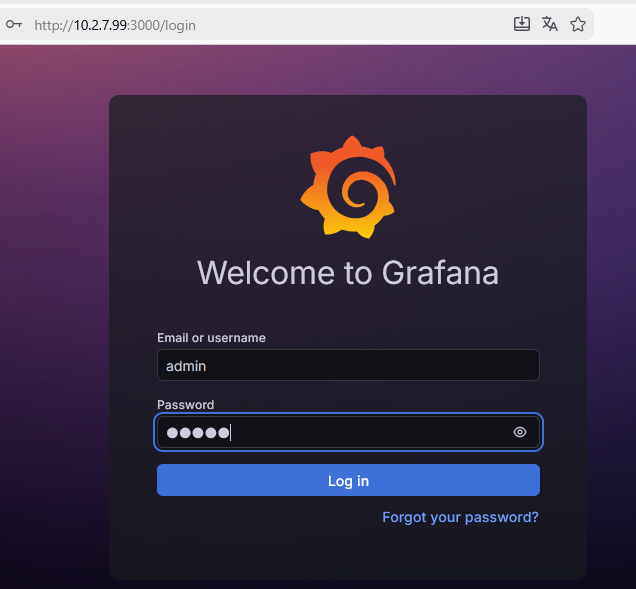 http://10.2.7.99:3000/login
Welcome to Grafana
Email or username
admin
Password
●●●●●
Log in
Forgot your password?